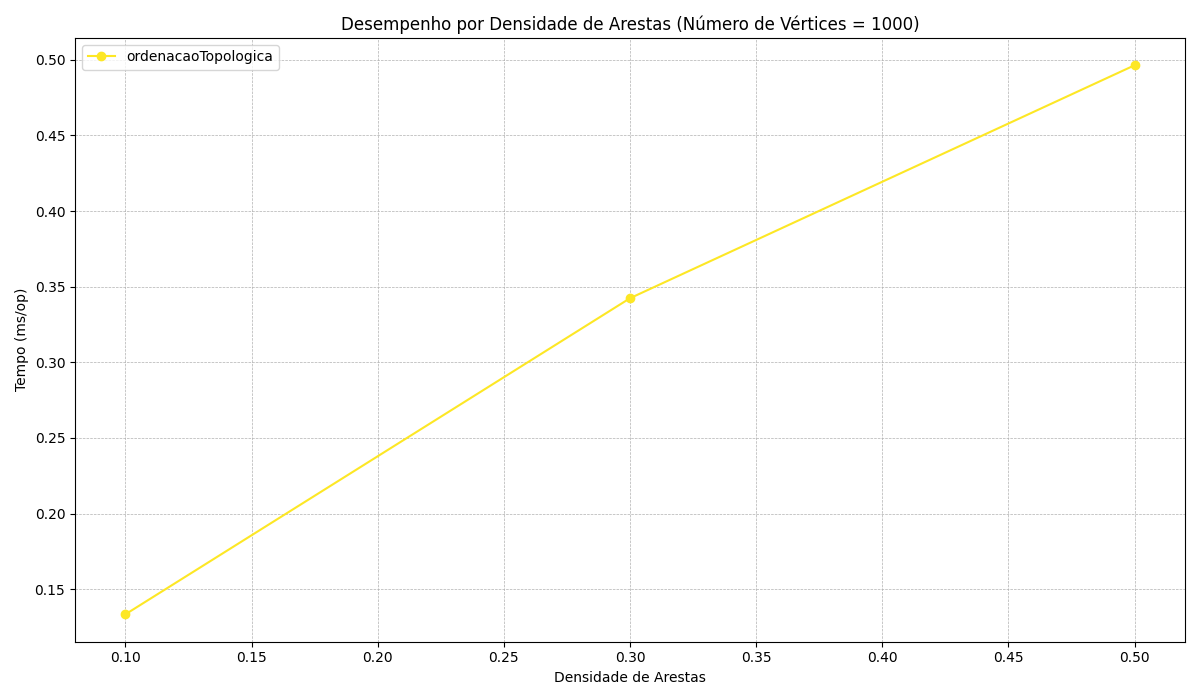 Desempenho por Densidade de Arestas (Número de Vértices = 1000)
ordenacaoTopologica
Tempo (ms/op)
0.50
0.45
0.40
0.35
0.30
0.25
0.20
0.15
0.10 0.15 0.20 0.25 0.30 0.35 0.40 0.45 0.50
Densidade de Arestas